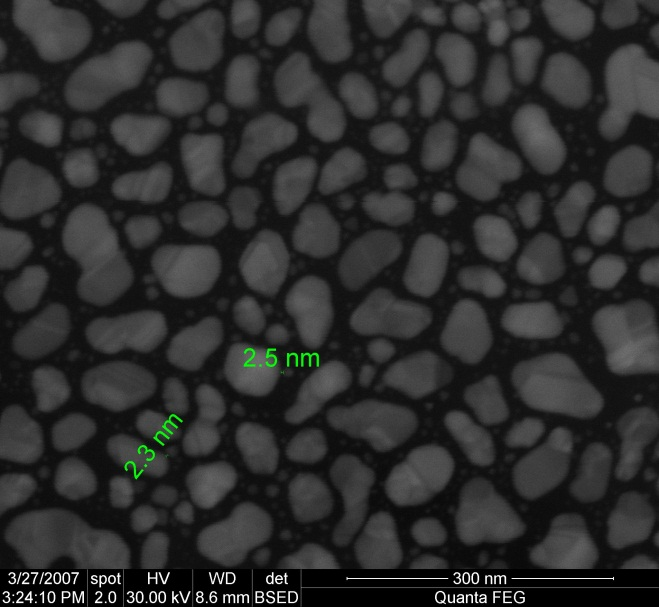 2.5 nm
2.3 nm
3/27/2007 spot HV WD det 300 nm
3:24:10 PM 2.0 30.00 kV 8.6 mm BSED Quanta FEG